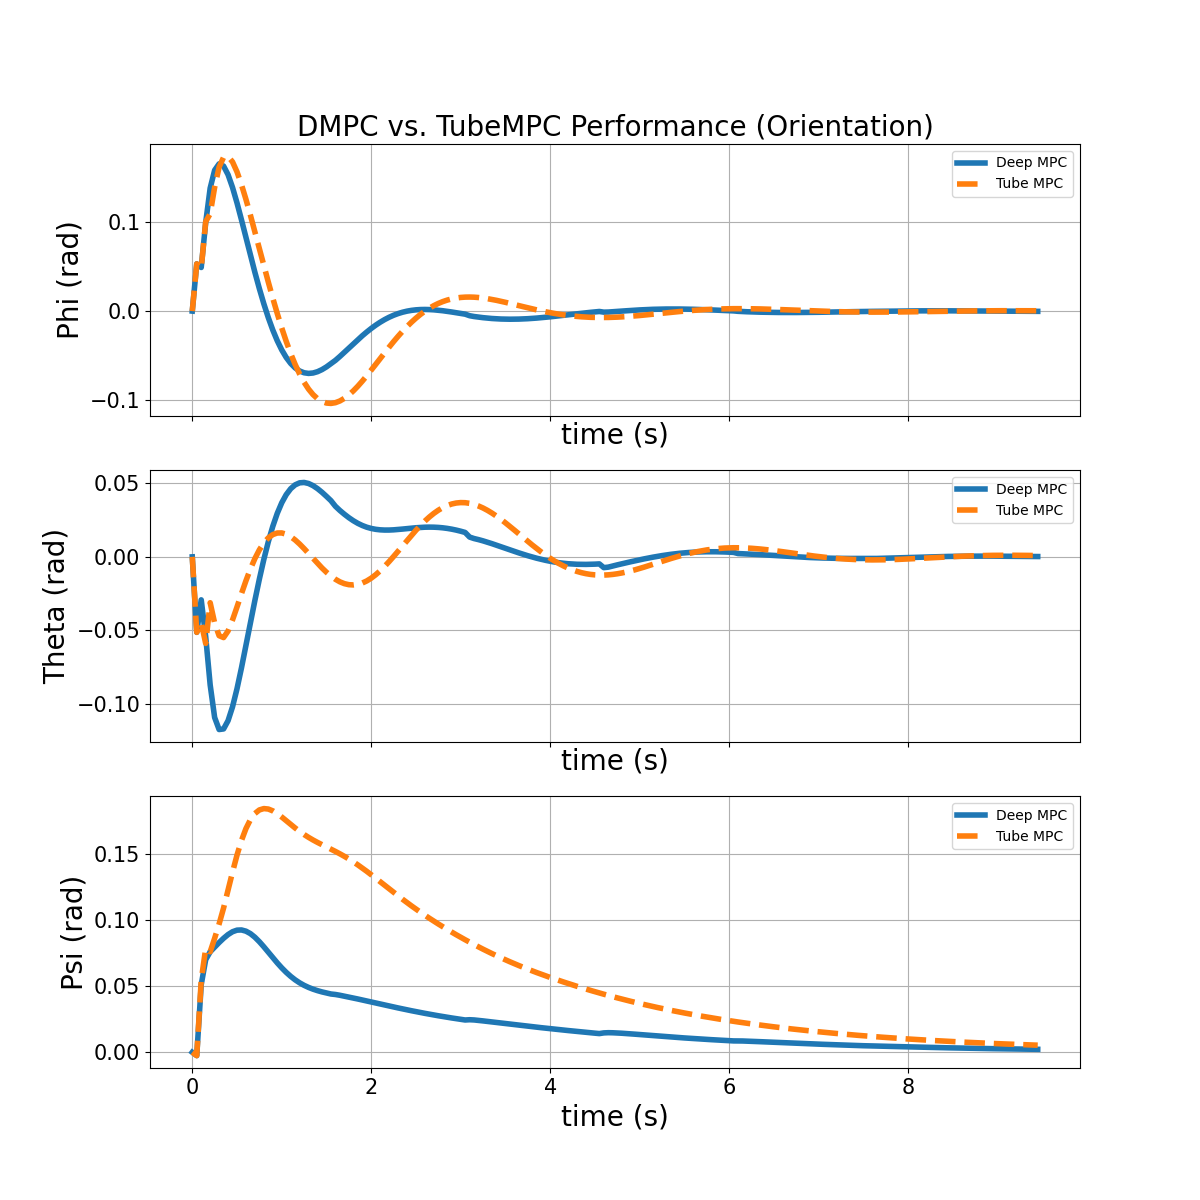 DMPC vs. TubeMPC Performance (Orientation)
Deep MPC
Tube MPC
0.1
0.0
−0.1
Phi (rad)
time (s)
Deep MPC
Tube MPC
0.05
0.00
−0.05
−0.10
Theta (rad)
time (s)
Deep MPC
Tube MPC
0.15
0.10
0.05
0.00
Psi (rad)
0 2 4 6 8
time (s)